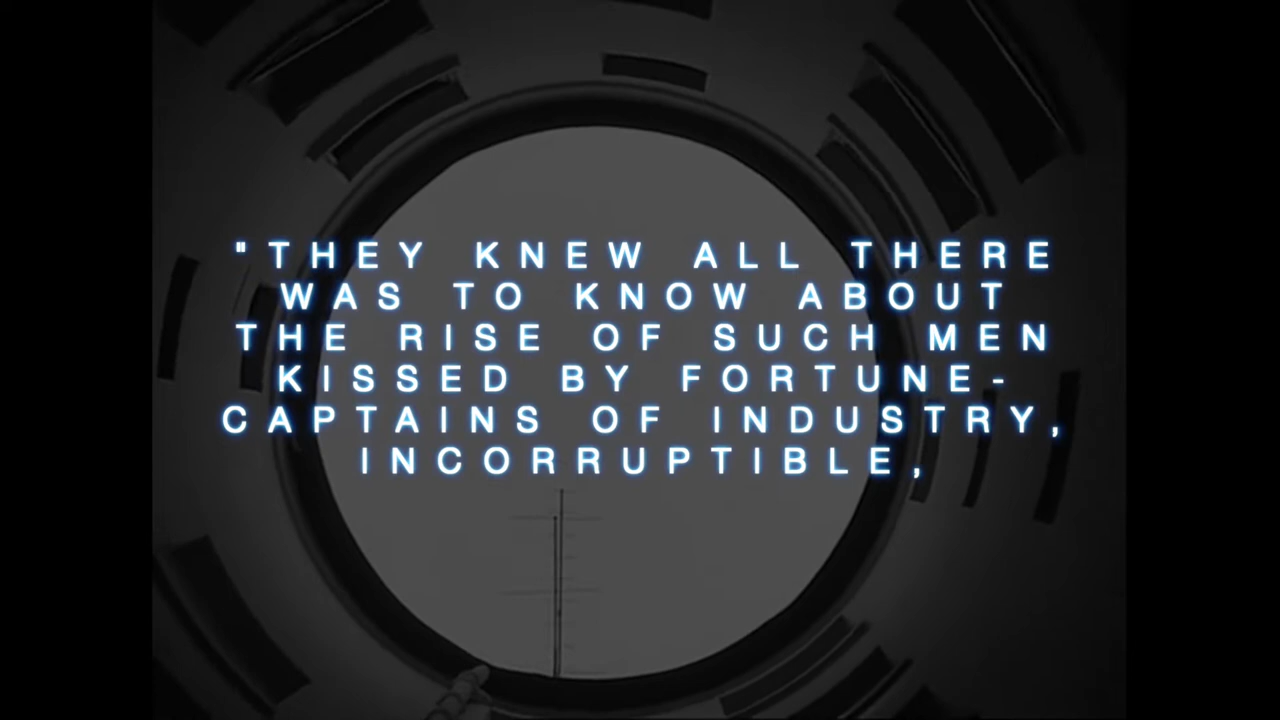 "THEY KNEW ALL THERE
WAS TO KNOW ABOUT
THE RISE OF SUCH MEN
KISSED BY FORTUNE-
CAPTAINS OF INDUSTRY,
INCORRUPTIBLE,